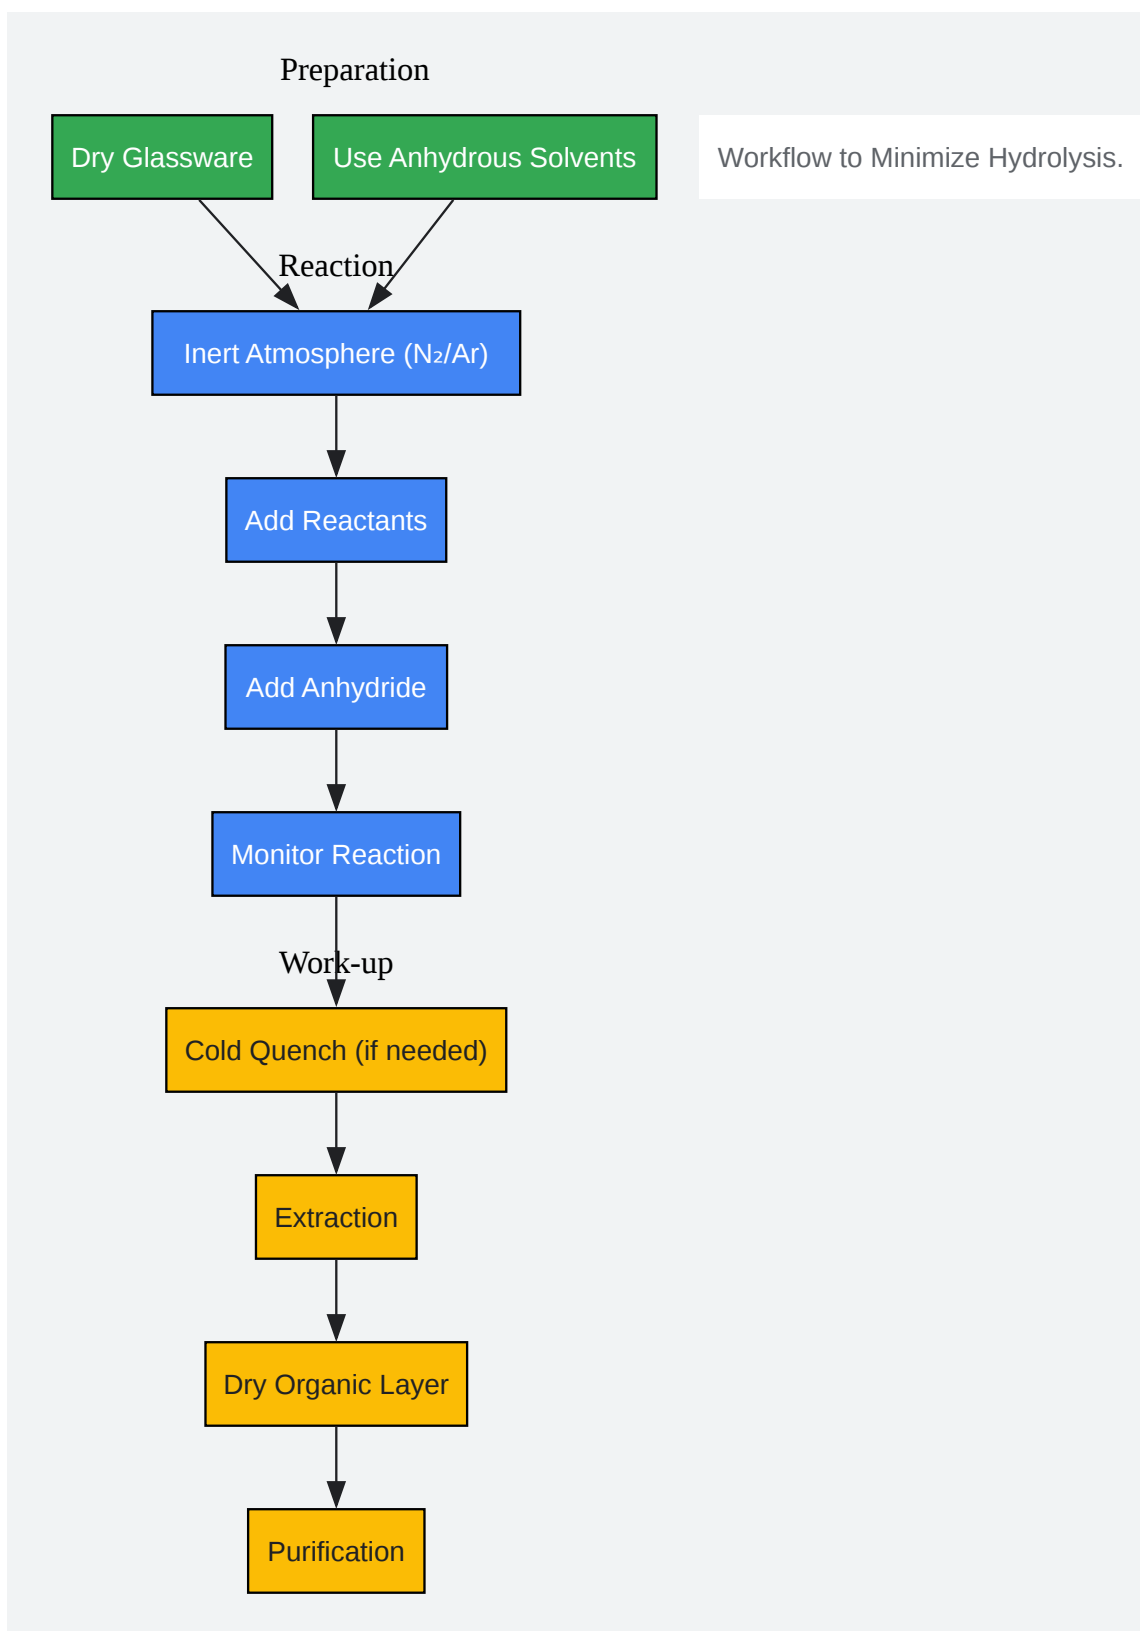 Preparation
Dry Glassware
Use Anhydrous Solvents
Workflow to Minimize Hydrolysis.
Reaction
Inert Atmosphere (N₂/Ar)
Add Reactants
Add Anhydride
Monitor Reaction
Work-up
Cold Quench (if needed)
Extraction
Dry Organic Layer
Purification